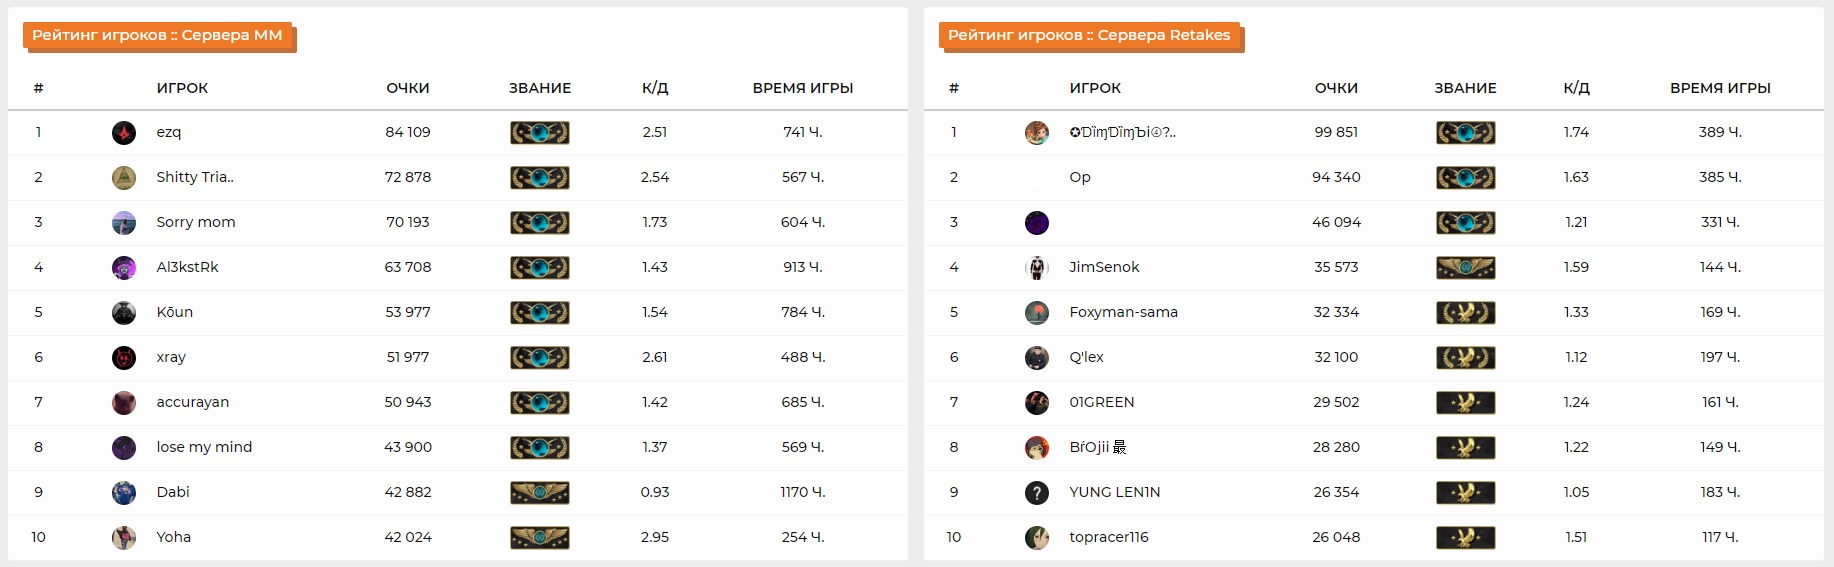 Рейтинг игроков :: Сервера ММ
# ИГРОК ОЧКИ ЗВАНИЕ К/Д ВРЕМЯ ИГРЫ
1 ezq 84 109 2.51 741 Ч.
2 Shitty Tria.. 72 878 2.54 567 Ч.
3 Sorry mom 70 193 1.73 604 Ч.
4 Al3kstRk 63 708 1.43 913 Ч.
5 Kōun 53 977 1.54 784 Ч.
6 xray 51 977 2.61 488 Ч.
7 accurayan 50 943 1.42 685 Ч.
8 lose my mind 43 900 1.37 569 Ч.
9 Dabi 42 882 0.93 1170 Ч.
10 Yoha 42 024 2.95 254 Ч.
Рейтинг игроков :: Сервера Retakes
# ИГРОК ОЧКИ ЗВАНИЕ К/Д ВРЕМЯ ИГРЫ
1 99 851 1.74 389 Ч.
2 Op 94 340 1.63 385 Ч.
3 46 094 1.21 331 Ч.
4 JimSenok 35 573 1.59 144 Ч.
5 Foxyman-sama 32 334 1.33 169 Ч.
6 Q'lex 32 100 1.12 197 Ч.
7 01GREEN 29 502 1.24 161 Ч.
8 BŕOjii 最 28 280 1.22 149 Ч.
9 YUNG LEN1N 26 354 1.05 183 Ч.
10 topracer116 26 048 1.51 117 Ч.